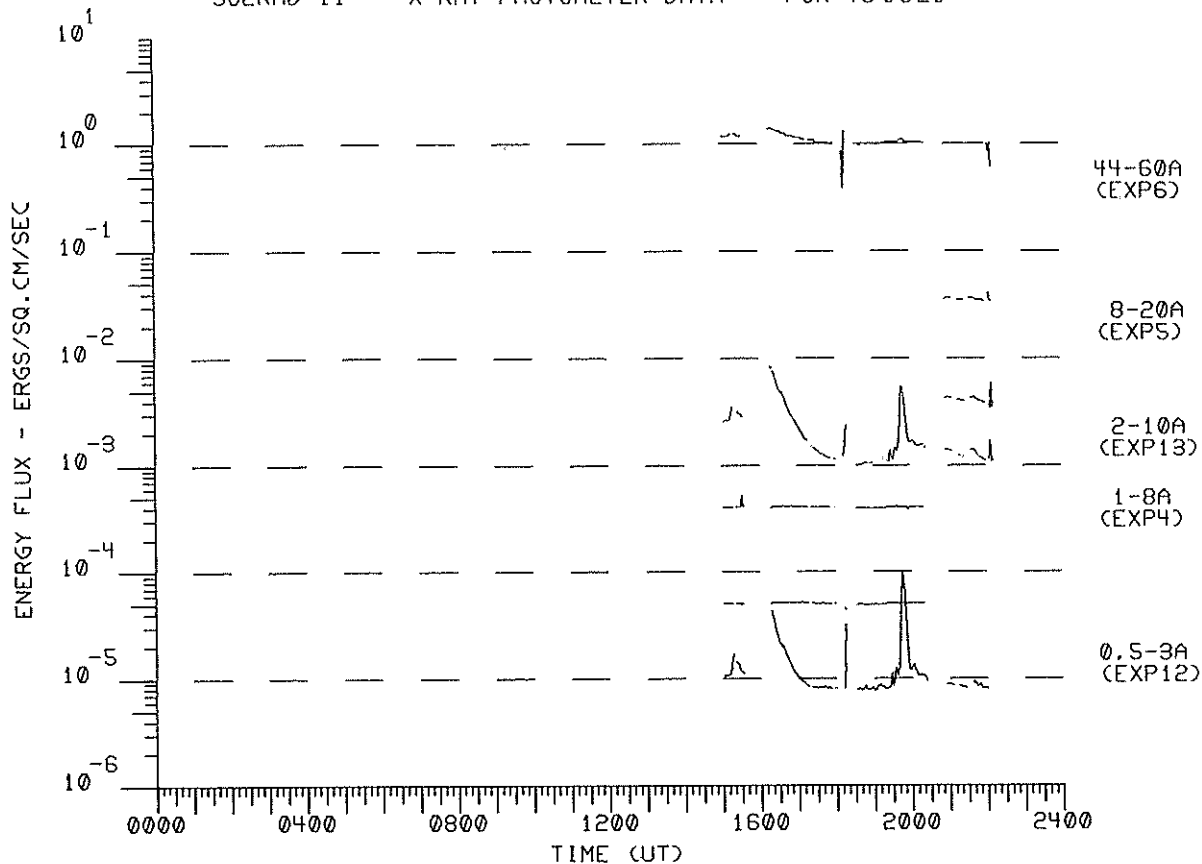 10^1
10^0
10^-1
10^-2
10^-3
10^-4
10^-5
10^-6
ENERGY FLUX - ERGS/SQ.CM/SEC
44-60A
(EXP6)
8-20A
(EXP5)
2-10A
(EXP13)
1-8A
(EXP4)
0.5-3A
(EXP12)
0000 0400 0800 1200 1600 2000 2400
TIME (UT)